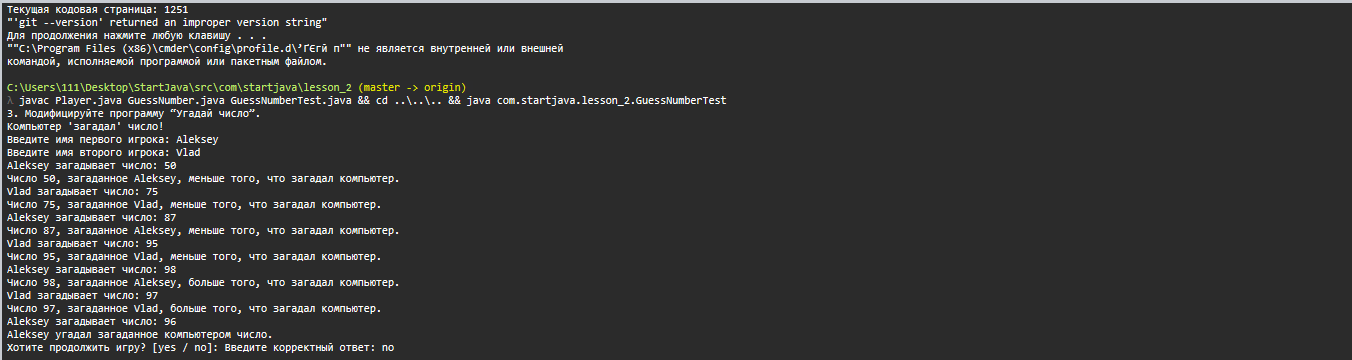 Текущая кодовая страница: 1251
"'git --version' returned an improper version string"
Для продолжения нажмите любую клавишу . . .
""C:\Program Files (x86)\cmder\config\profile.d\’ҐЄгй п"" не является внутренней или внешней
командой, исполняемой программой или пакетным файлом.
C:\Users\111\Desktop\StartJava\src\com\startjava\lesson_2 (master -> origin)
λ javac Player.java GuessNumber.java GuessNumberTest.java && cd ..\..\.. && java com.startjava.lesson_2.GuessNumberTest
3. Модифицируйте программу “Угадай число”.
Компьютер 'загадал' число!
Введите имя первого игрока: Aleksey
Введите имя второго игрока: Vlad
Aleksey загадывает число: 50
Число 50, загаданное Aleksey, меньше того, что загадал компьютер.
Vlad загадывает число: 75
Число 75, загаданное Vlad, меньше того, что загадал компьютер.
Aleksey загадывает число: 87
Число 87, загаданное Aleksey, меньше того, что загадал компьютер.
Vlad загадывает число: 95
Число 95, загаданное Vlad, меньше того, что загадал компьютер.
Aleksey загадывает число: 98
Число 98, загаданное Aleksey, больше того, что загадал компьютер.
Vlad загадывает число: 97
Число 97, загаданное Vlad, больше того, что загадал компьютер.
Aleksey загадывает число: 96
Aleksey угадал загаданное компьютером число.
Хотите продолжить игру? [yes / no]: Введите корректный ответ: no